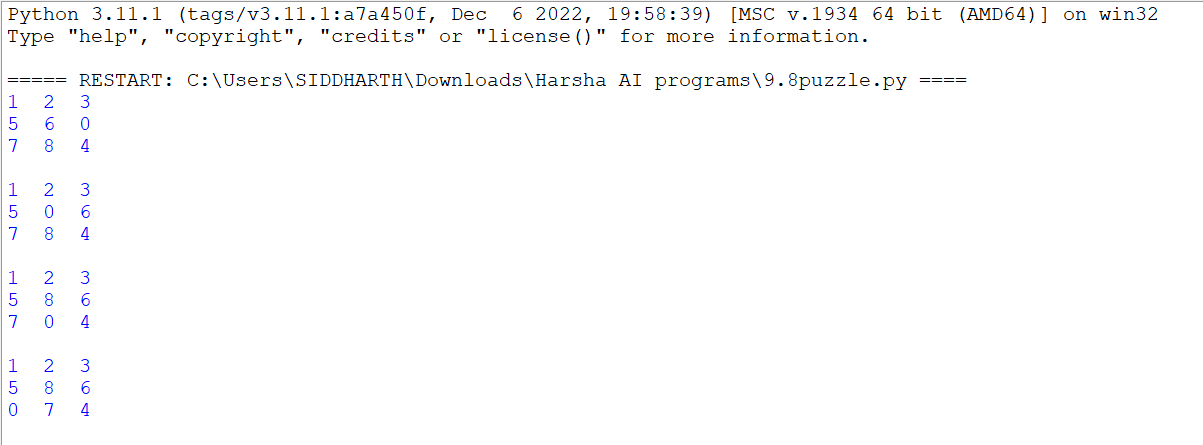 Python 3.11.1 (tags/v3.11.1:a7a450f, Dec  6 2022, 19:58:39) [MSC v.1934 64 bit (AMD64)] on win32
Type "help", "copyright", "credits" or "license()" for more information.
===== RESTART: C:\Users\SIDDHARTH\Downloads\Harsha AI programs\9.8puzzle.py ====
1  2  3
5  6  0
7  8  4
1  2  3
5  0  6
7  8  4
1  2  3
5  8  6
7  0  4
1  2  3
5  8  6
0  7  4